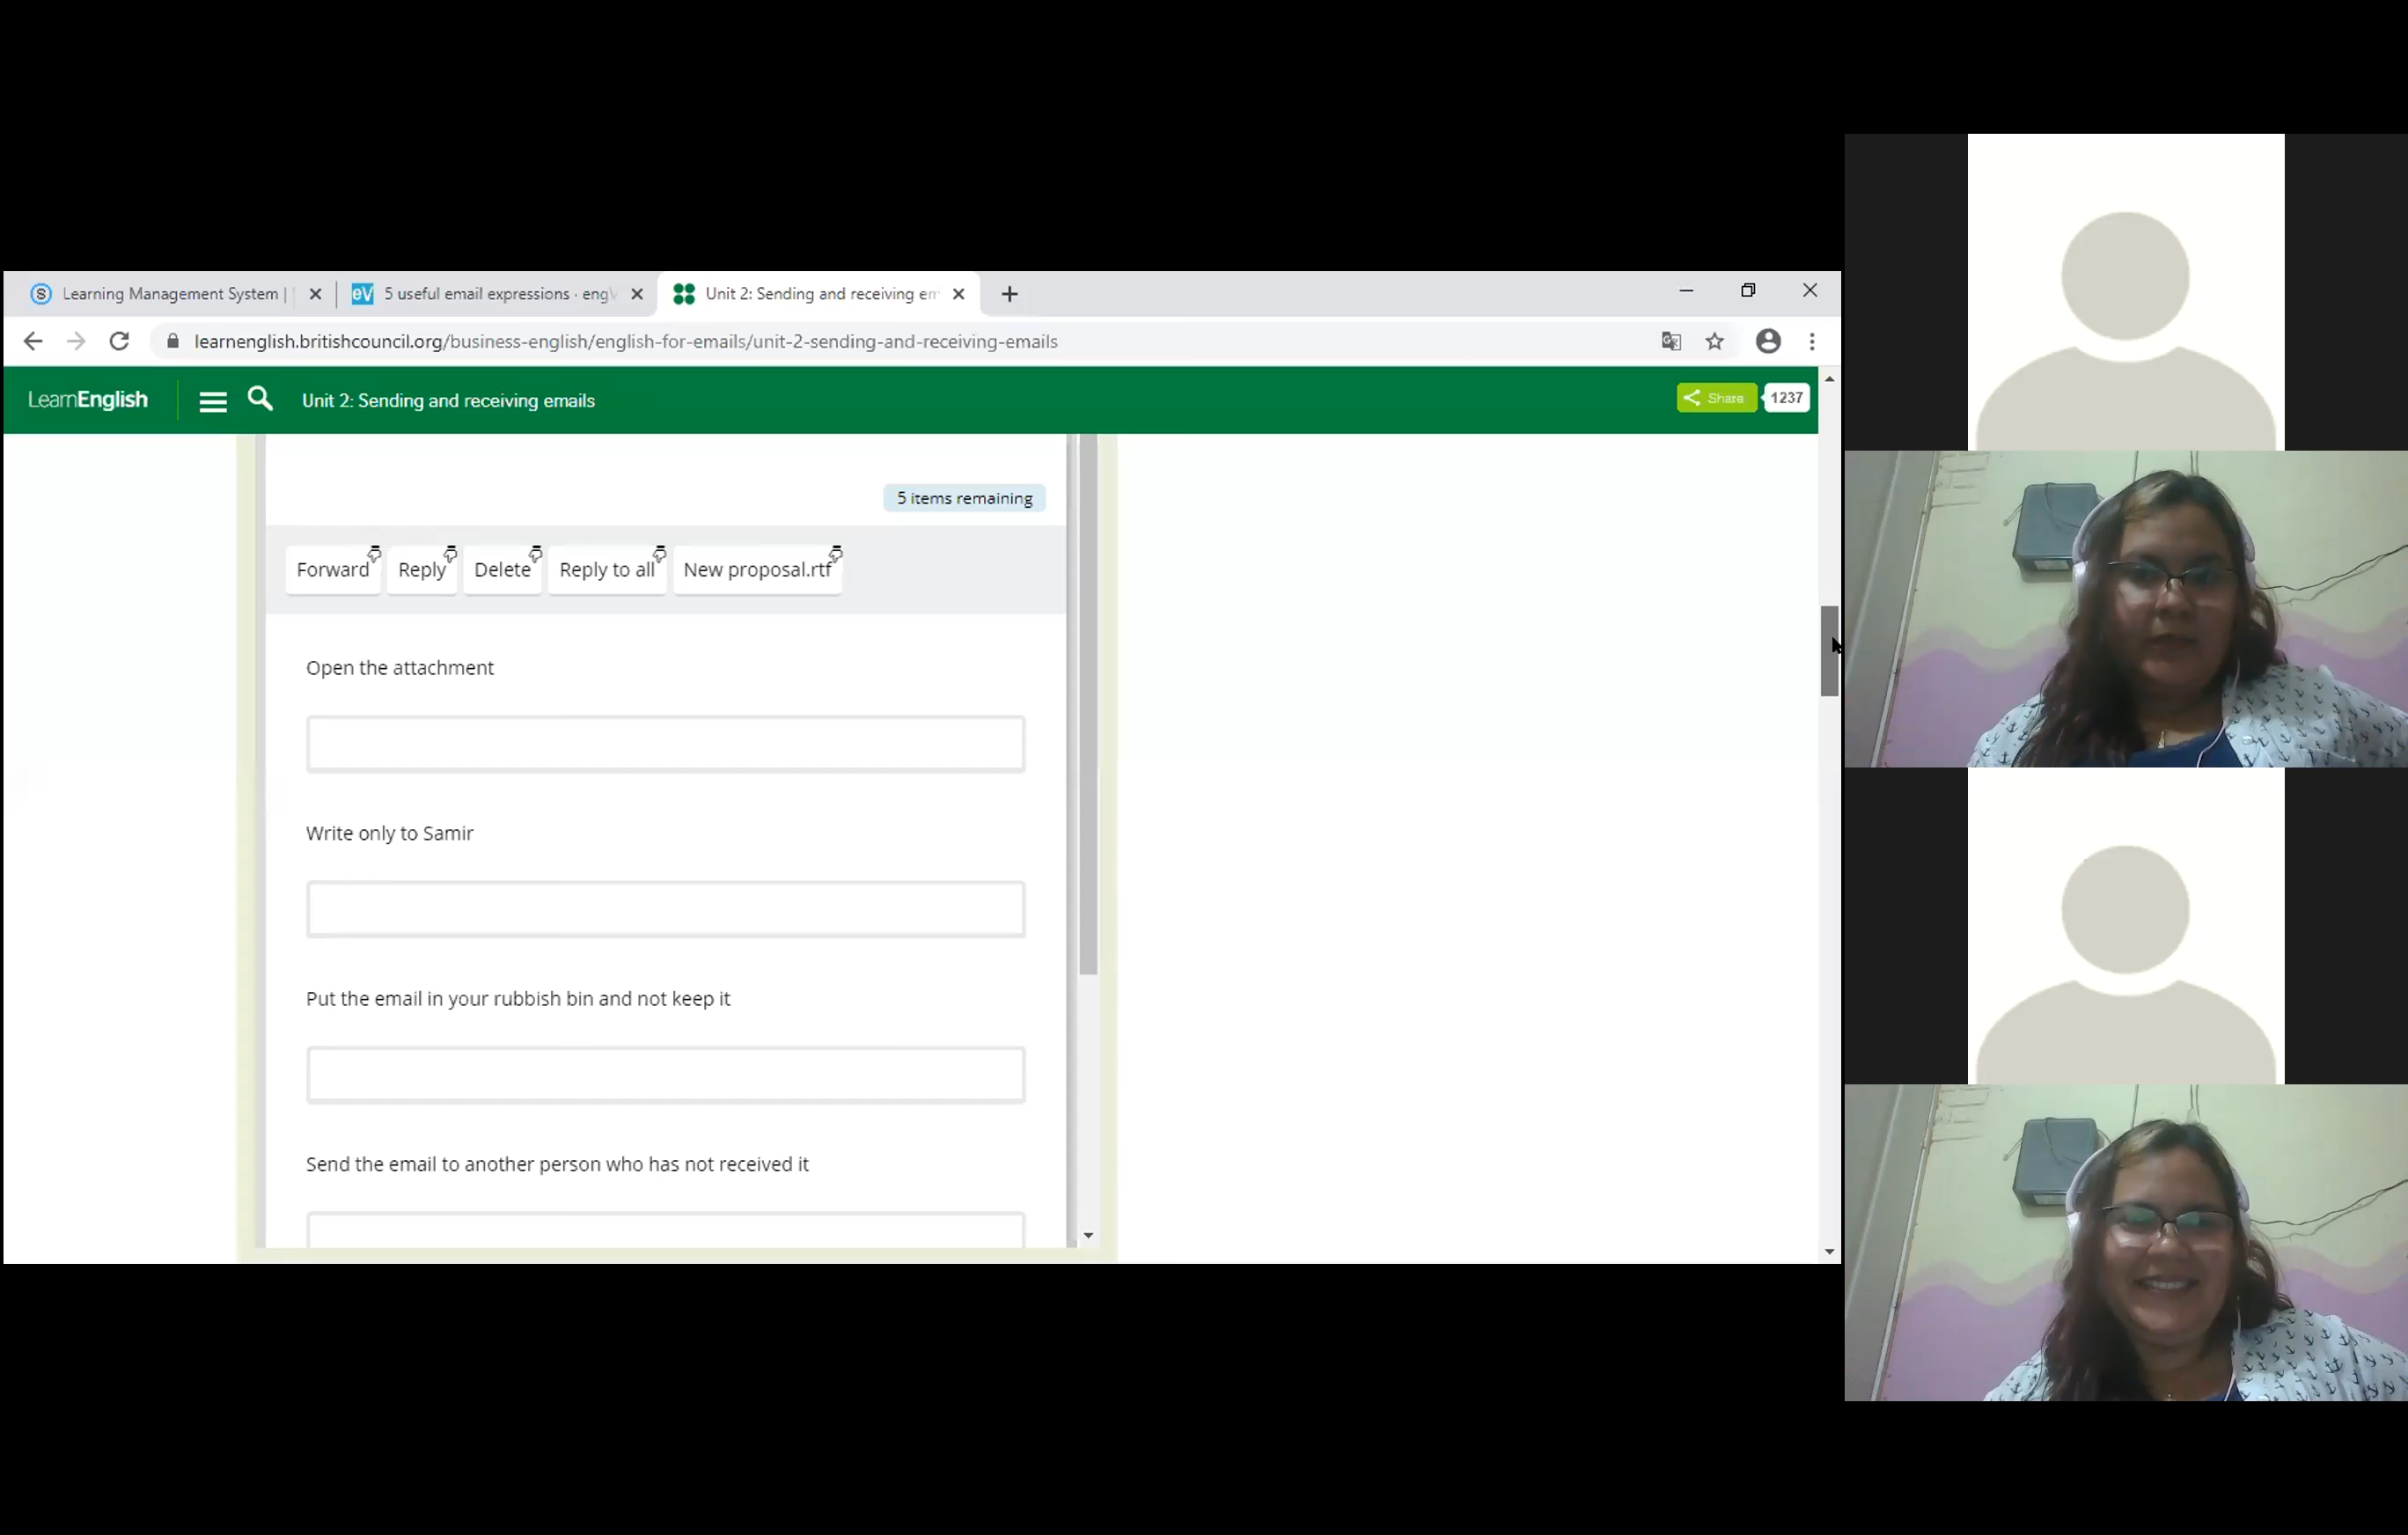 Learning Management System |
5 useful email expressions · engV
Unit 2: Sending and receiving em
learnenglish.britishcouncil.org/business-english/english-for-emails/unit-2-sending-and-receiving-emails
LearnEnglish
Unit 2: Sending and receiving emails
Share
1237
5 items remaining
Forward Reply Delete Reply to all New proposal.rtf
Open the attachment
Write only to Samir
Put the email in your rubbish bin and not keep it
Send the email to another person who has not received it